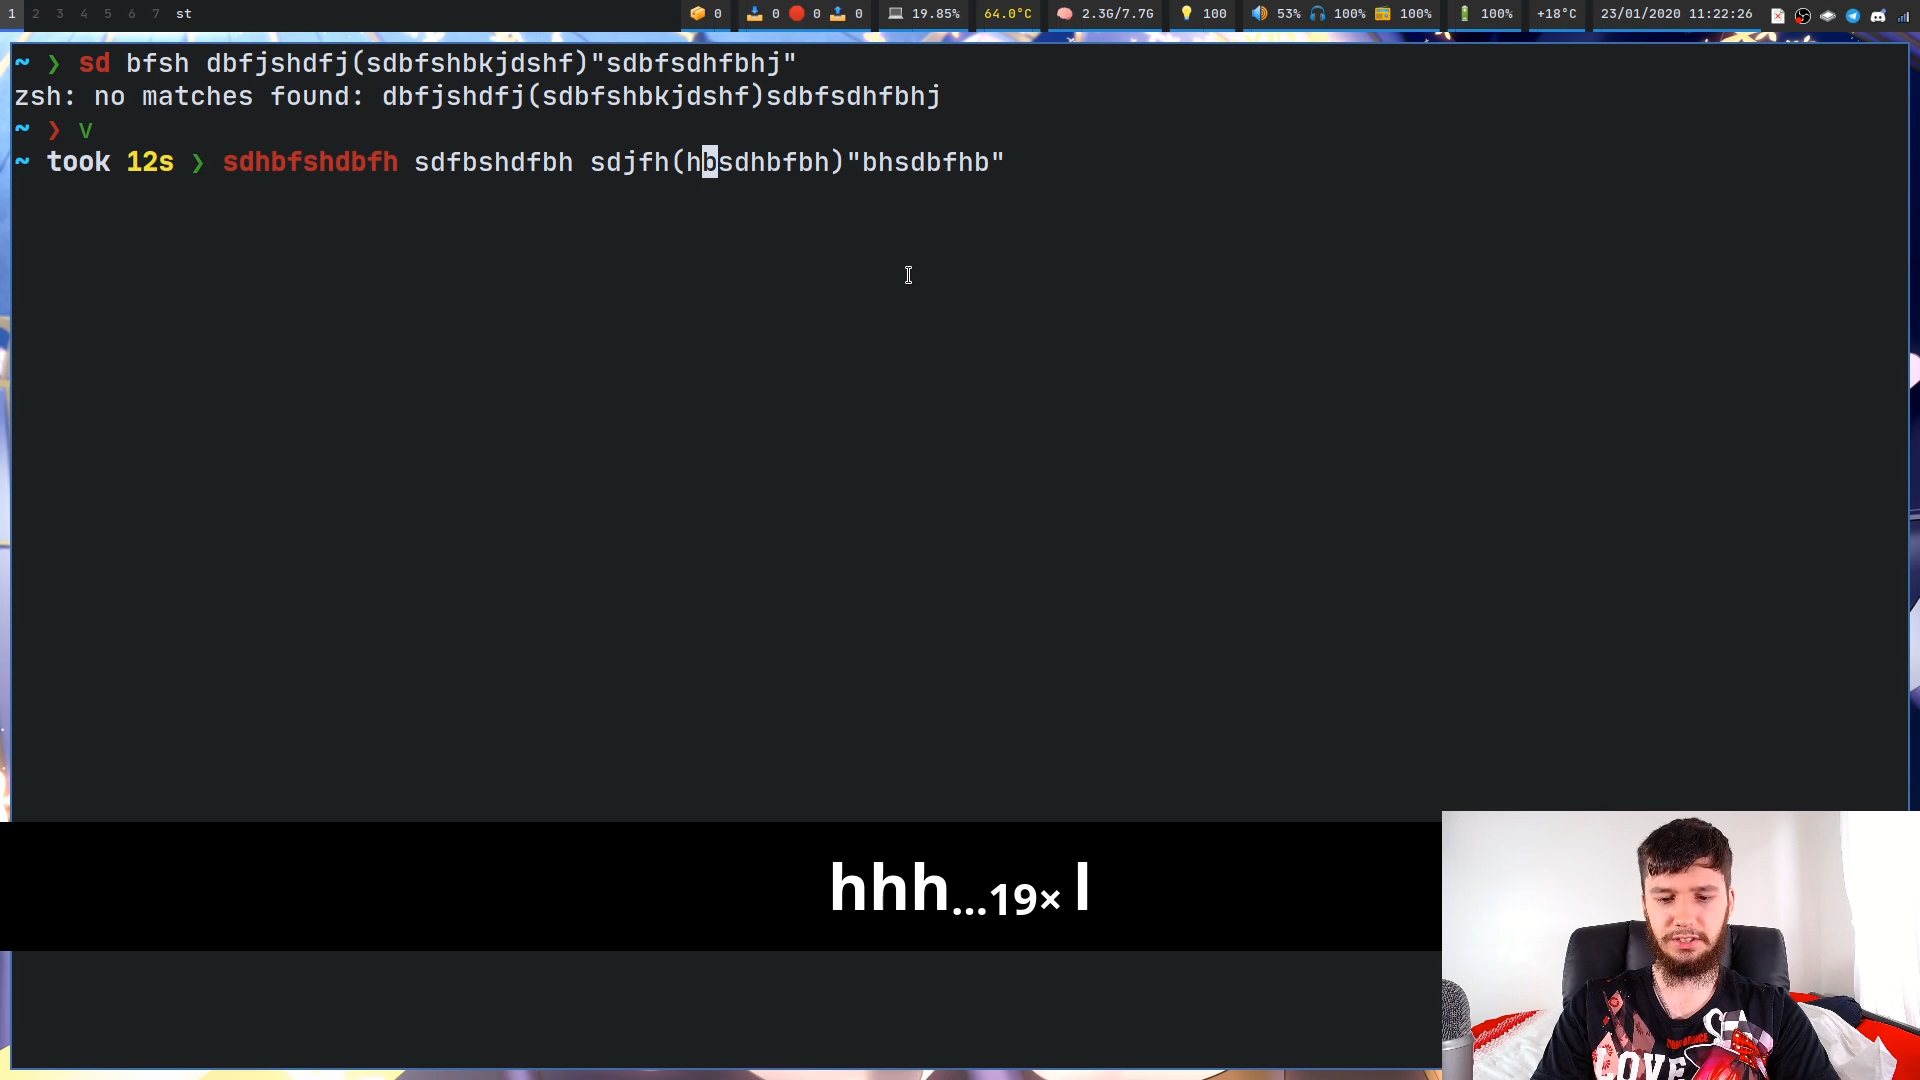 1 2 3 4 5 6 7 st 0 0 0 0 19.85% 64.0°C 2.3G/7.7G 100 53% 100% 100% 100% +18°C 23/01/2020 11:22:26
~ ❯ sd bfsh dbfjshdfj(sdbfshbkjdshf)"sdbfsdhfbhj"
zsh: no matches found: dbfjshdfj(sdbfshbkjdshf)sdbfsdhfbhj
~ ❯ v
~ took 12s ❯ sdhbfshdbfh sdfbshdfbh sdjfh(hbsdhbfbh)"bhsdbfhb"
hhh...19× l
LOVE